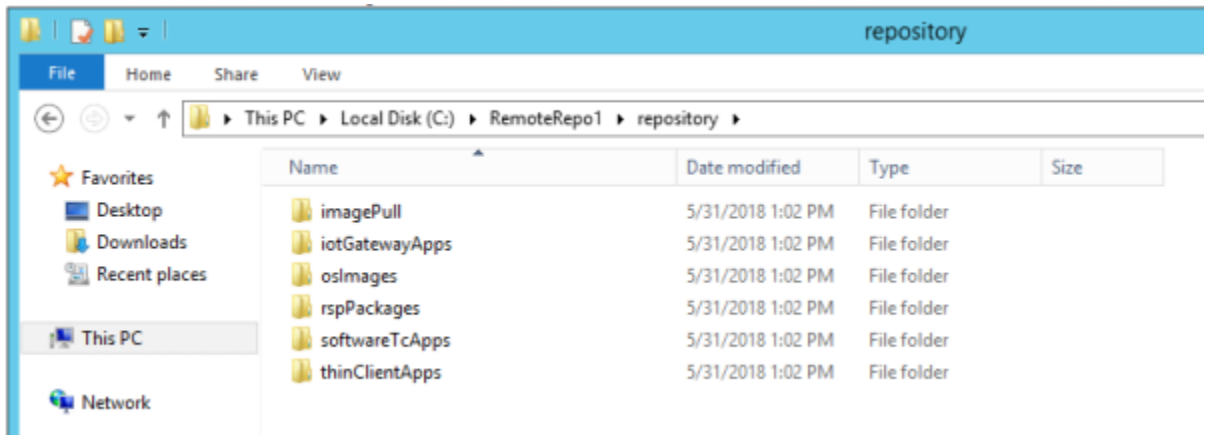 repository
File Home Share View
This PC Local Disk (C:) RemoteRepo1 repository
Name Date modified Type Size
Favorites
Desktop
Downloads
Recent places
This PC
Network
imagePull 5/31/2018 1:02 PM File folder
iotGatewayApps 5/31/2018 1:02 PM File folder
osImages 5/31/2018 1:02 PM File folder
rspPackages 5/31/2018 1:02 PM File folder
softwareTcApps 5/31/2018 1:02 PM File folder
thinClientApps 5/31/2018 1:02 PM File folder